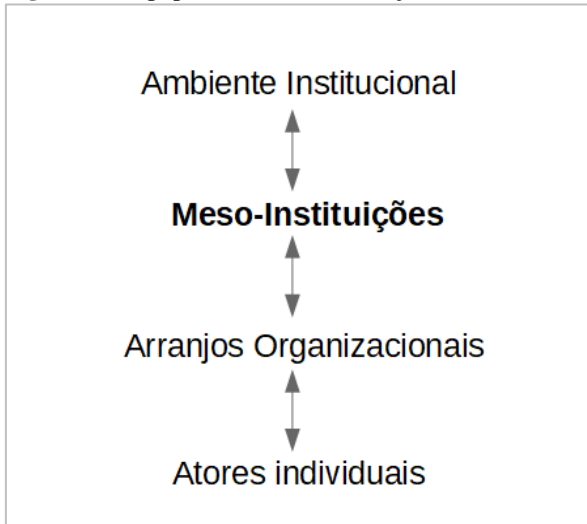 Ambiente Institucional
Meso-Instituições
Arranjos Organizacionais
Atores individuais